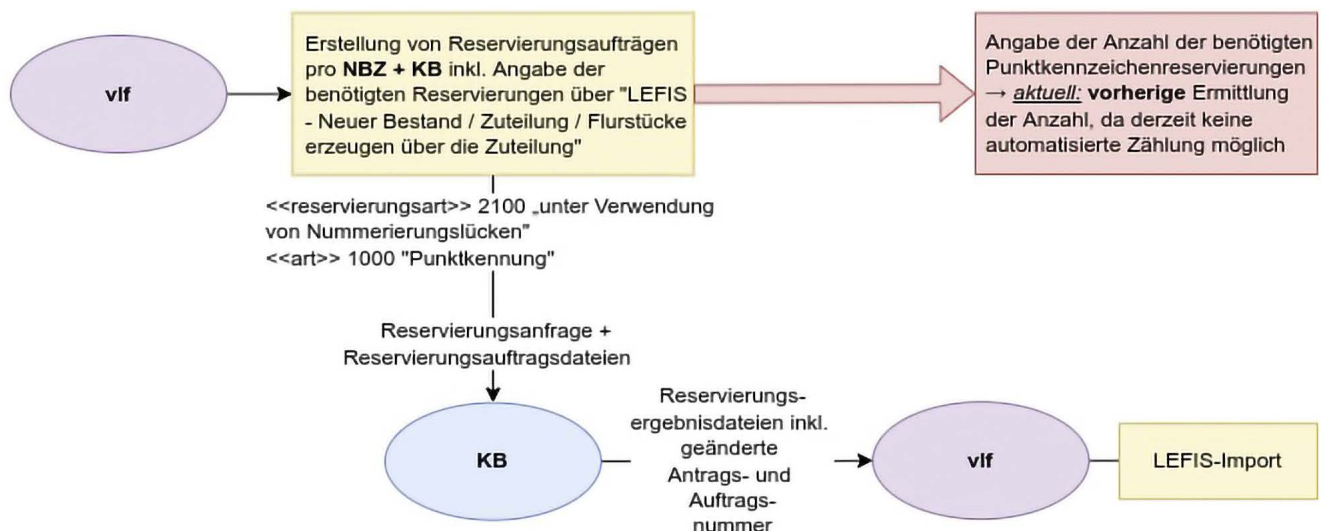 vlf
Erstellung von Reservierungsaufträgen
pro NBZ + KB inkl. Angabe der
benötigten Reservierungen über "LEFIS
- Neuer Bestand / Zuteilung / Flurstücke
erzeugen über die Zuteilung"
Angabe der Anzahl der benötigten
Punktkennzeichenreservierungen
→ aktuell: vorherige Ermittlung
der Anzahl, da derzeit keine
automatisierte Zählung möglich
<<reservierungsart>> 2100 „unter Verwendung
von Nummerierungslücken"
<<art>> 1000 "Punktkennung"
Reservierungsanfrage +
Reservierungsauftragsdateien
KB
Reservierungs-
ergebnisdateien inkl.
geänderte
Antrags- und
Auftrags-
nummer
vlf
LEFIS-Import